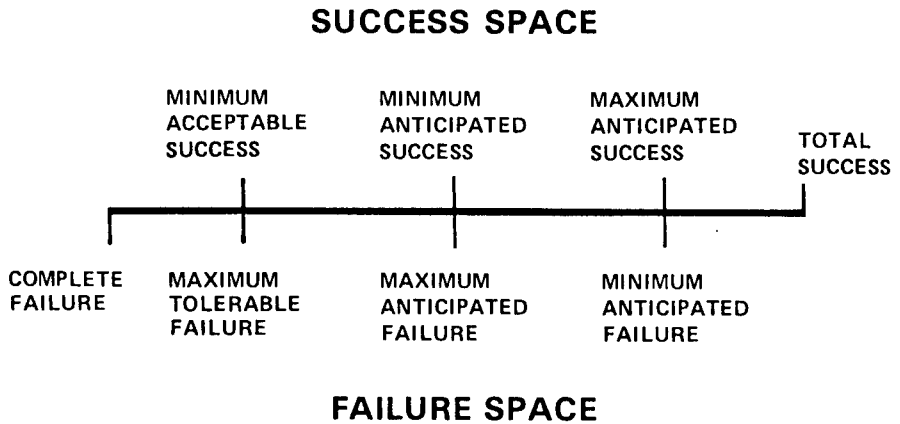 SUCCESS SPACE
MINIMUM
ACCEPTABLE
SUCCESS
MINIMUM
ANTICIPATED
SUCCESS
MAXIMUM
ANTICIPATED
SUCCESS
TOTAL
SUCCESS
COMPLETE
FAILURE
MAXIMUM
TOLERABLE
FAILURE
MAXIMUM
ANTICIPATED
FAILURE
MINIMUM
ANTICIPATED
FAILURE
FAILURE SPACE